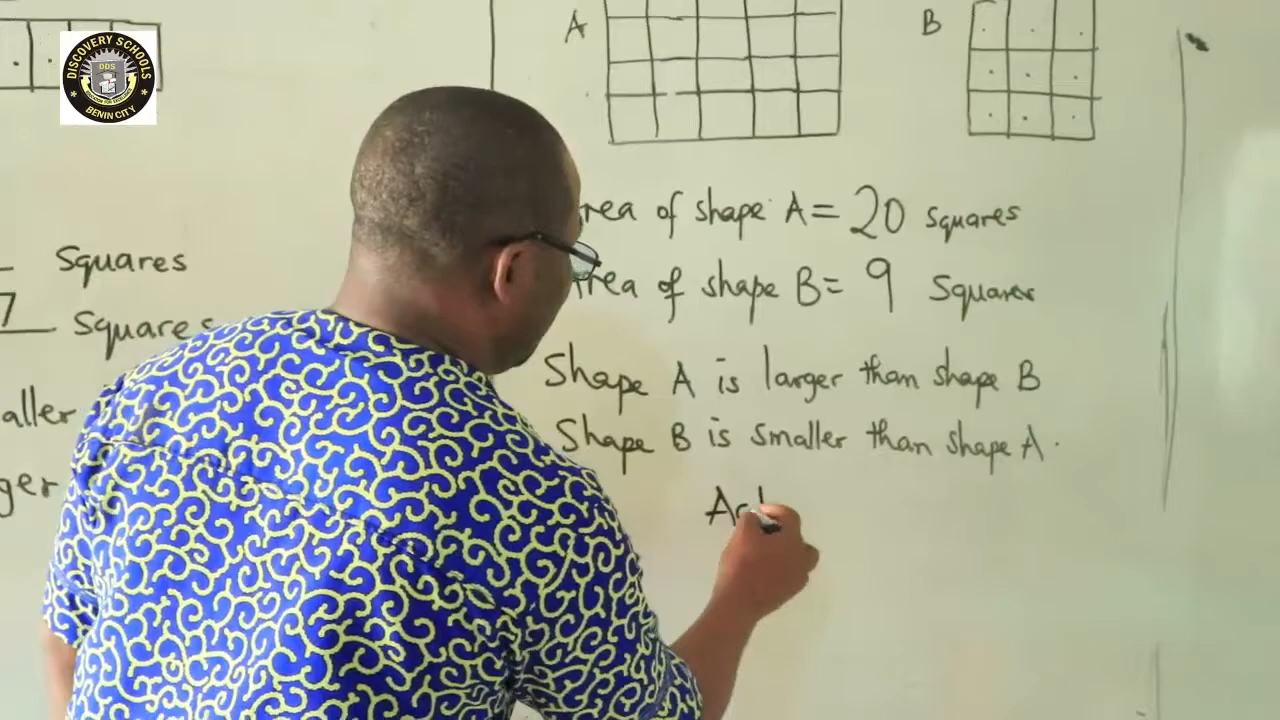 DISCOVERY SCHOOLS
DDS
BENIN CITY
A
B
rea of shape A = 20 squares
rea of shape B = 9 Squares
Shape A is larger than shape B
Shape B is smaller than shape A.
Squares
7 Squares
aller
ger